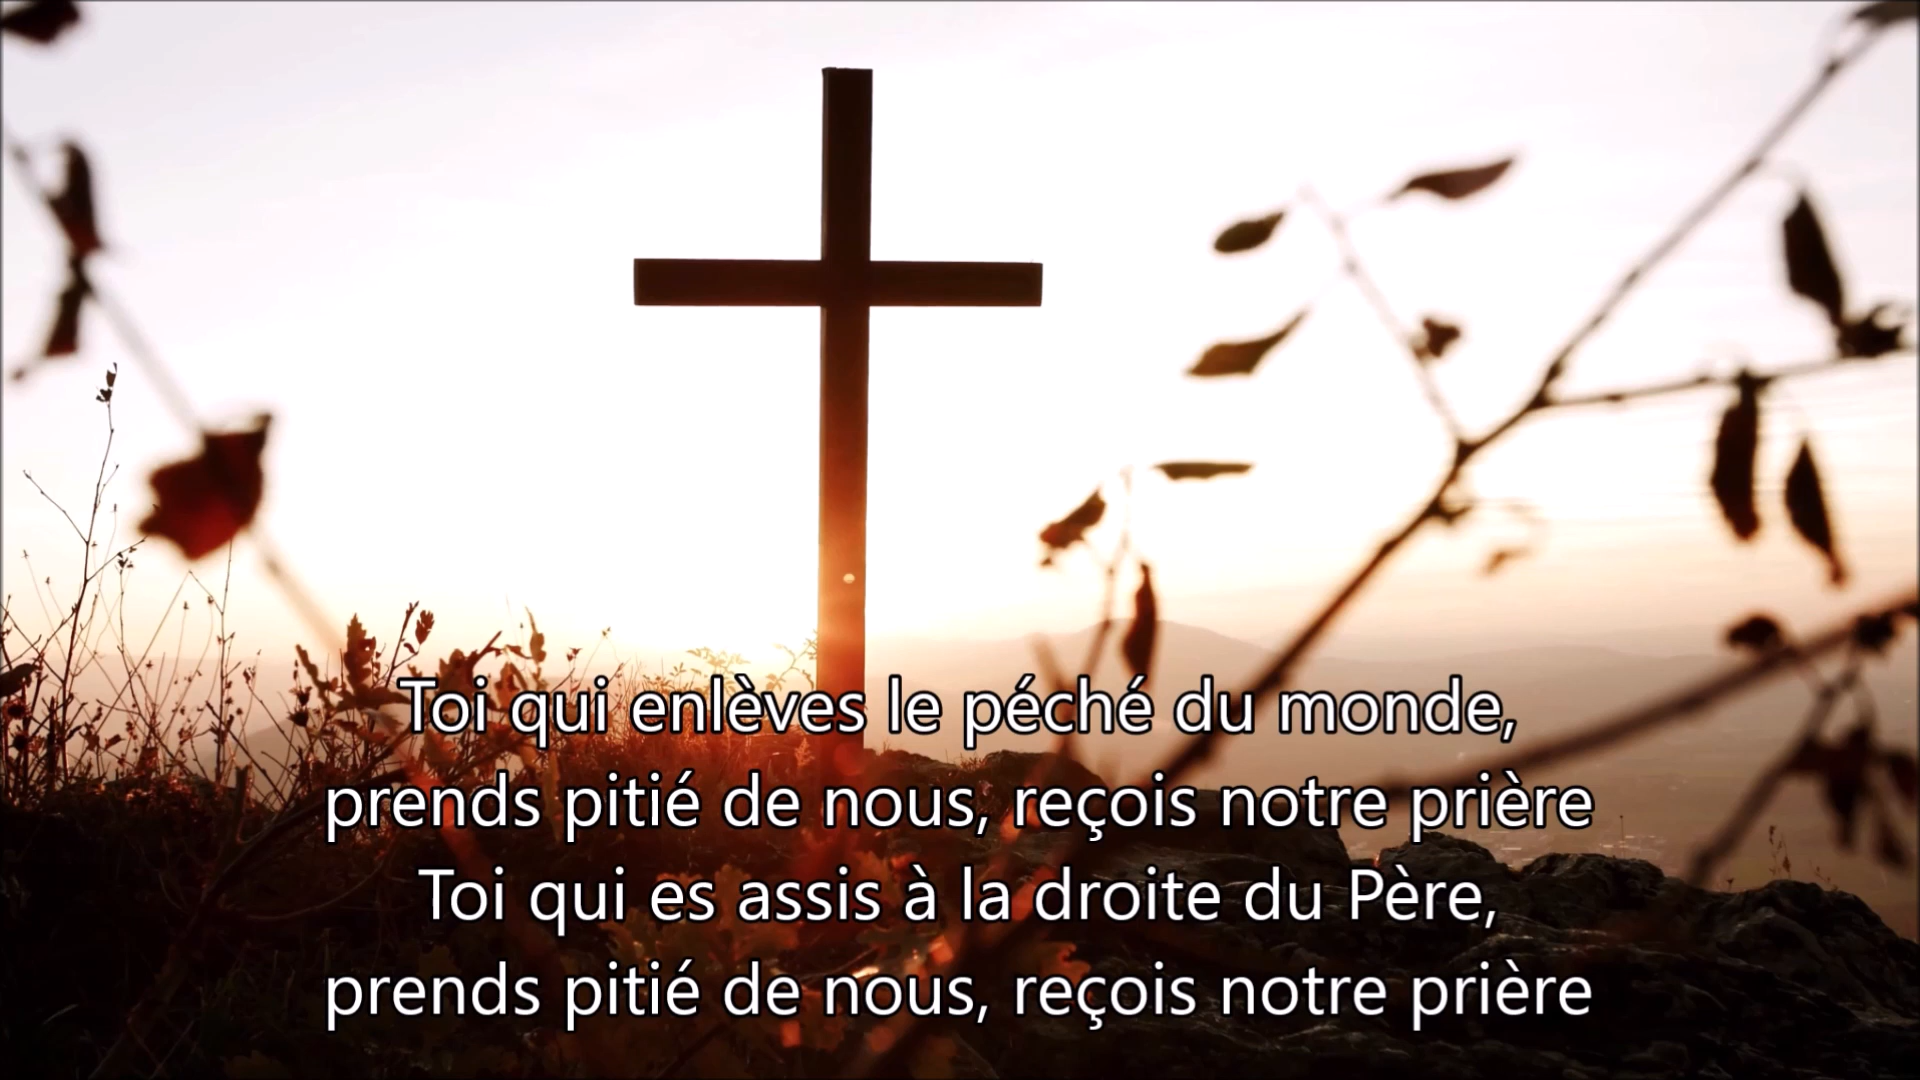 Toi qui enlèves le péché du monde,
prends pitié de nous, reçois notre prière
Toi qui es assis à la droite du Père,
prends pitié de nous, reçois notre prière